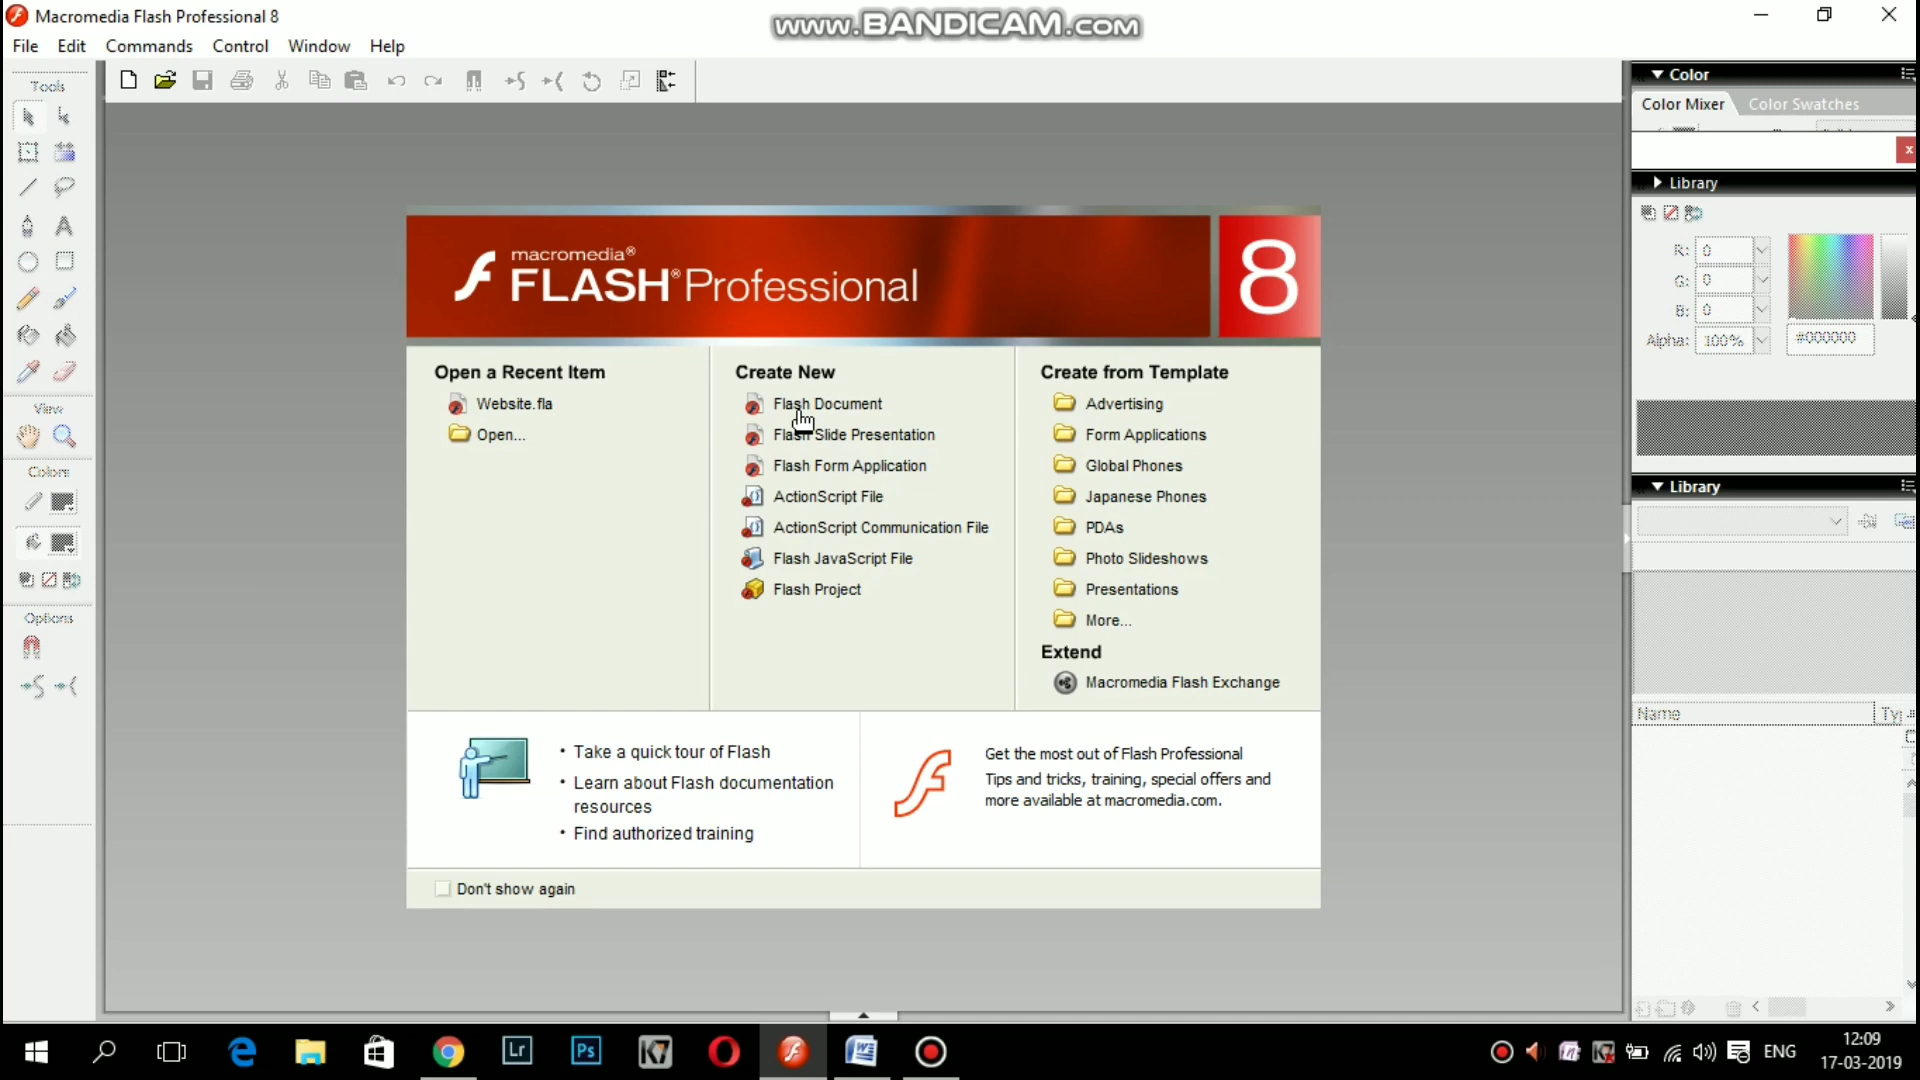 Macromedia Flash Professional 8
www.BANDICAM.com
File Edit Commands Control Window Help
Tools
View
Colors
Options
macromedia®
FLASH® Professional
8
Open a Recent Item
Website.fla
Open...
Create New
Flash Document
Flash Slide Presentation
Flash Form Application
ActionScript File
ActionScript Communication File
Flash JavaScript File
Flash Project
Create from Template
Advertising
Form Applications
Global Phones
Japanese Phones
PDAs
Photo Slideshows
Presentations
More...
Extend
Macromedia Flash Exchange
• Take a quick tour of Flash
• Learn about Flash documentation
resources
• Find authorized training
Get the most out of Flash Professional
Tips and tricks, training, special offers and
more available at macromedia.com.
Don't show again
Color
Color Mixer Color Swatches
Library
R: 0
G: 0
B: 0
Alpha: 100% #000000
Library
Name
Lr
Ps
K7
ENG
12:09
17-03-2019